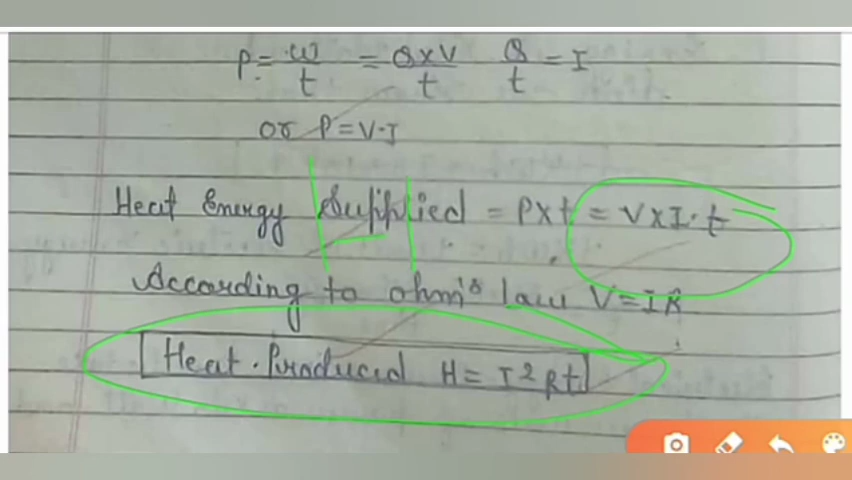 P = w/t = Q×V/t Q/t = I
or P = V·I
Heat Energy Supplied = P×t = V×I·t
According to ohm's law V = IR
Heat · Produced H = I²Rt